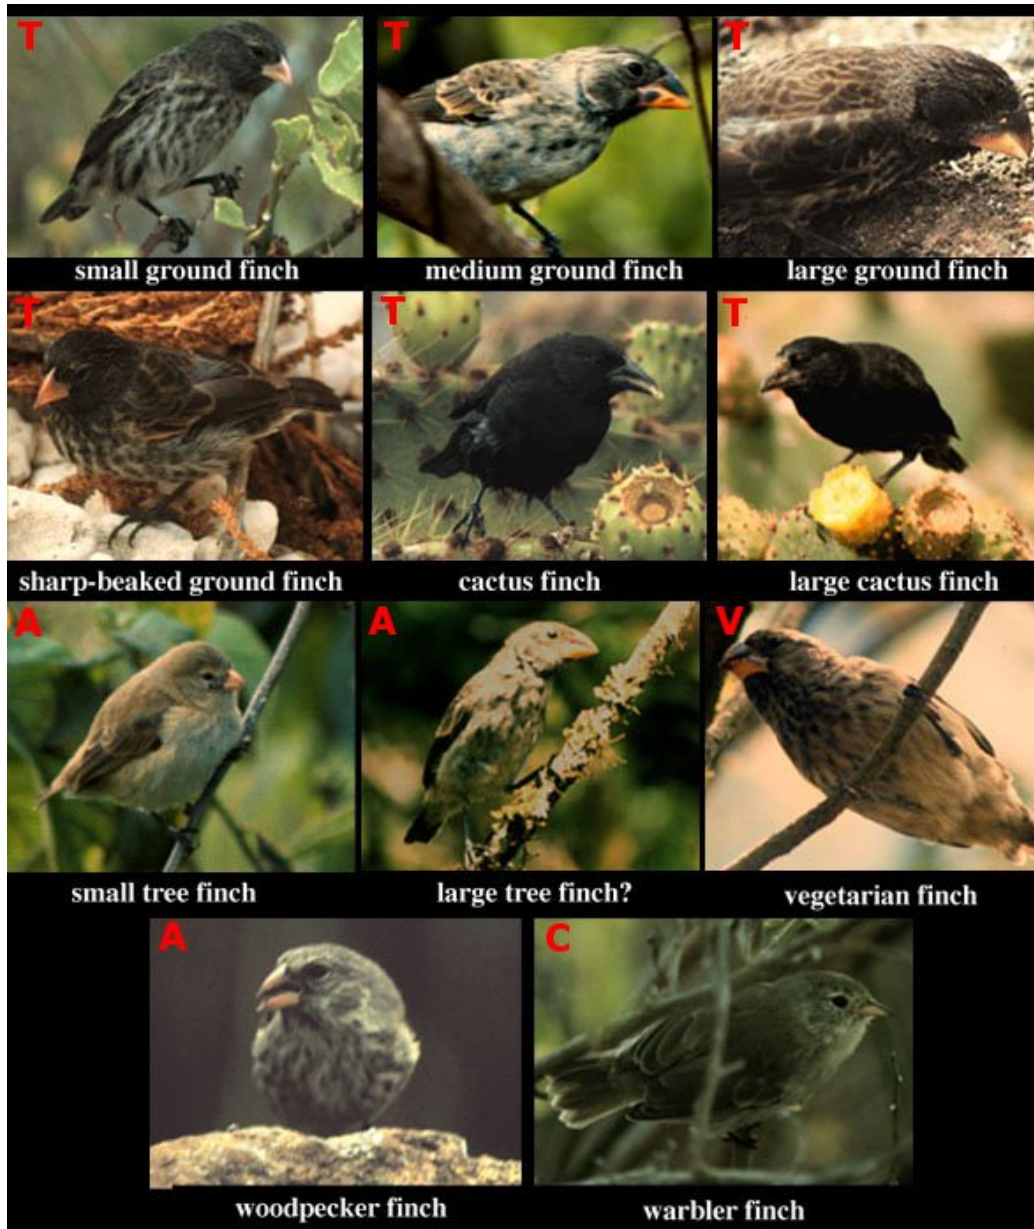 T T T
small ground finch medium ground finch large ground finch
T T T
sharp-beaked ground finch cactus finch large cactus finch
A A V
small tree finch large tree finch? vegetarian finch
A C
woodpecker finch warbler finch